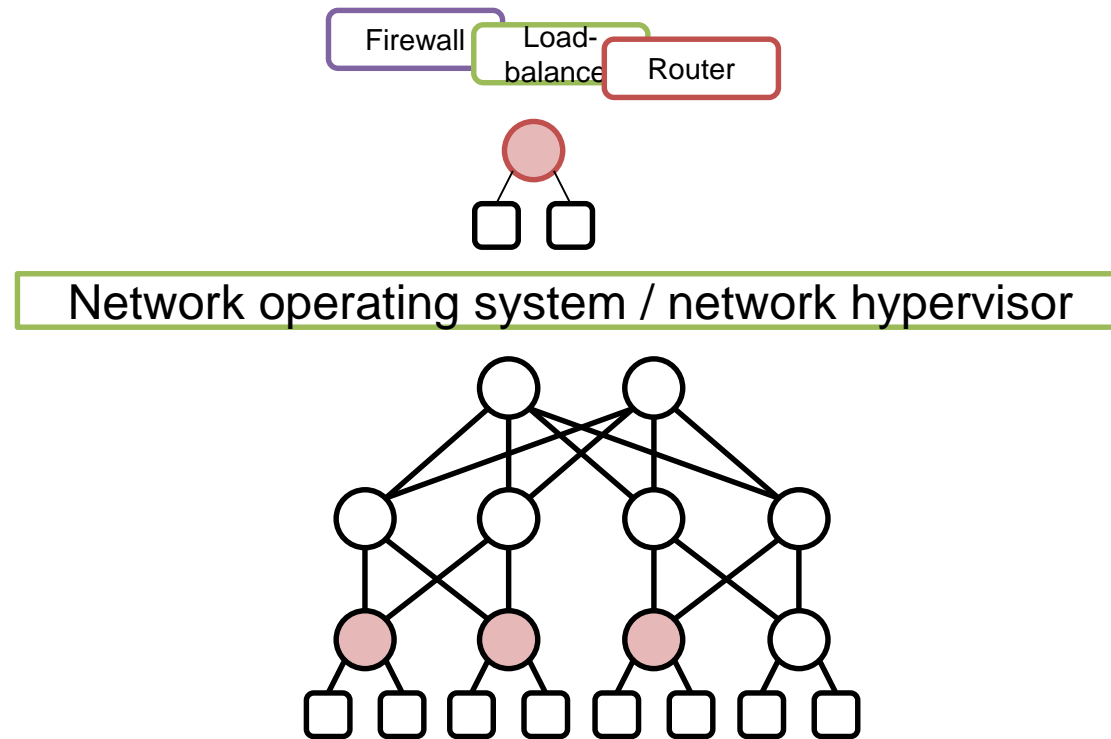 Firewall
Load-
balance
Router
Network operating system / network hypervisor